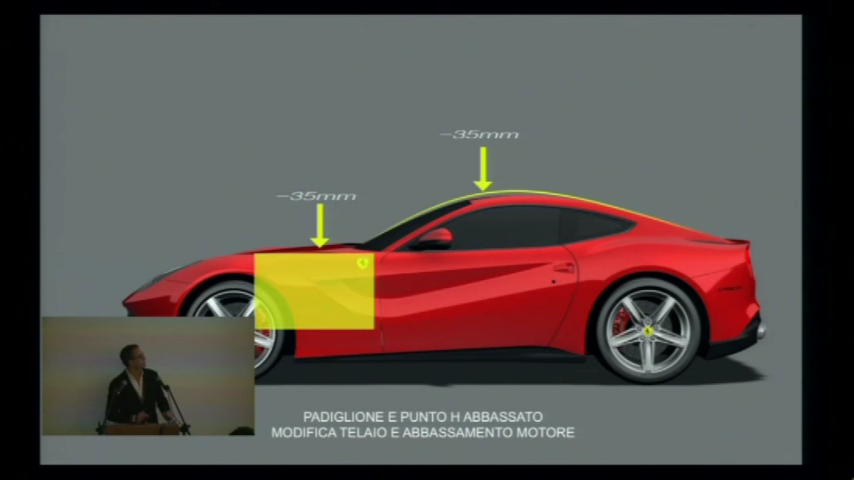 -35mm
-35mm
PADIGLIONE E PUNTO H ABBASSATO
MODIFICA TELAIO E ABBASSAMENTO MOTORE